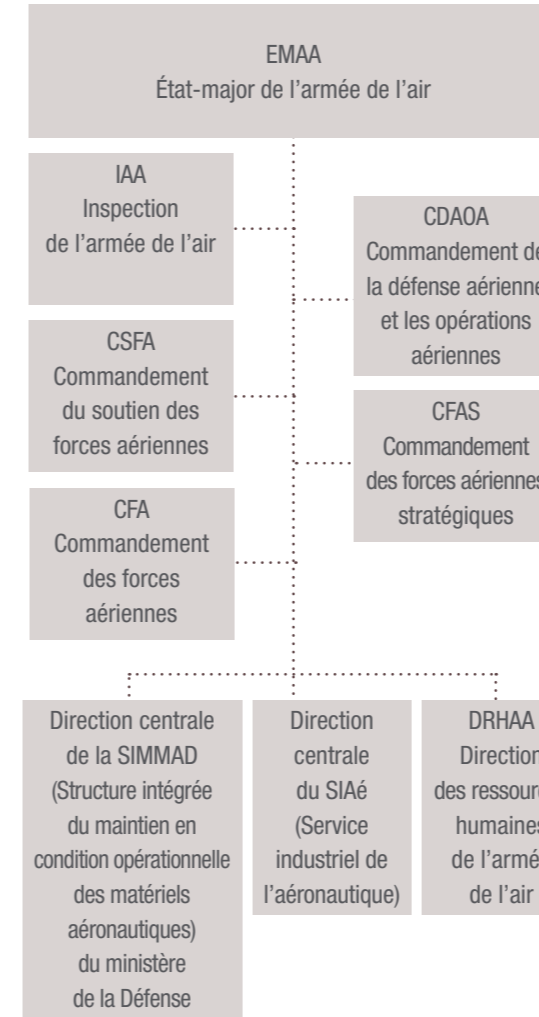 EMAA
État-major de l'armée de l'air
IAA
Inspection
de l'armée de l'air
CDAOA
Commandement de
la défense aérienne
et les opérations
aériennes
CSFA
Commandement
du soutien des
forces aériennes
CFAS
Commandement
des forces aériennes
stratégiques
CFA
Commandement
des forces
aériennes
Direction centrale
de la SIMMAD
(Structure intégrée
du maintien en
condition opérationnelle
des matériels
aéronautiques)
du ministère
de la Défense
Direction
centrale
du SIAé
(Service
industriel de
l'aéronautique)
DRHAA
Direction
des
humaines
de l'armé
de l'air